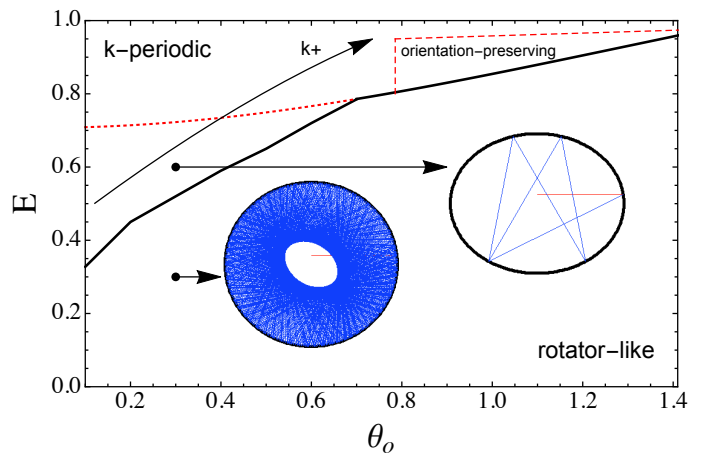 1.0
k−periodic
k+
orientation−preserving
0.8
0.6
E
0.4
0.2
rotator−like
0.0
0.2 0.4 0.6 0.8 1.0 1.2 1.4
θo